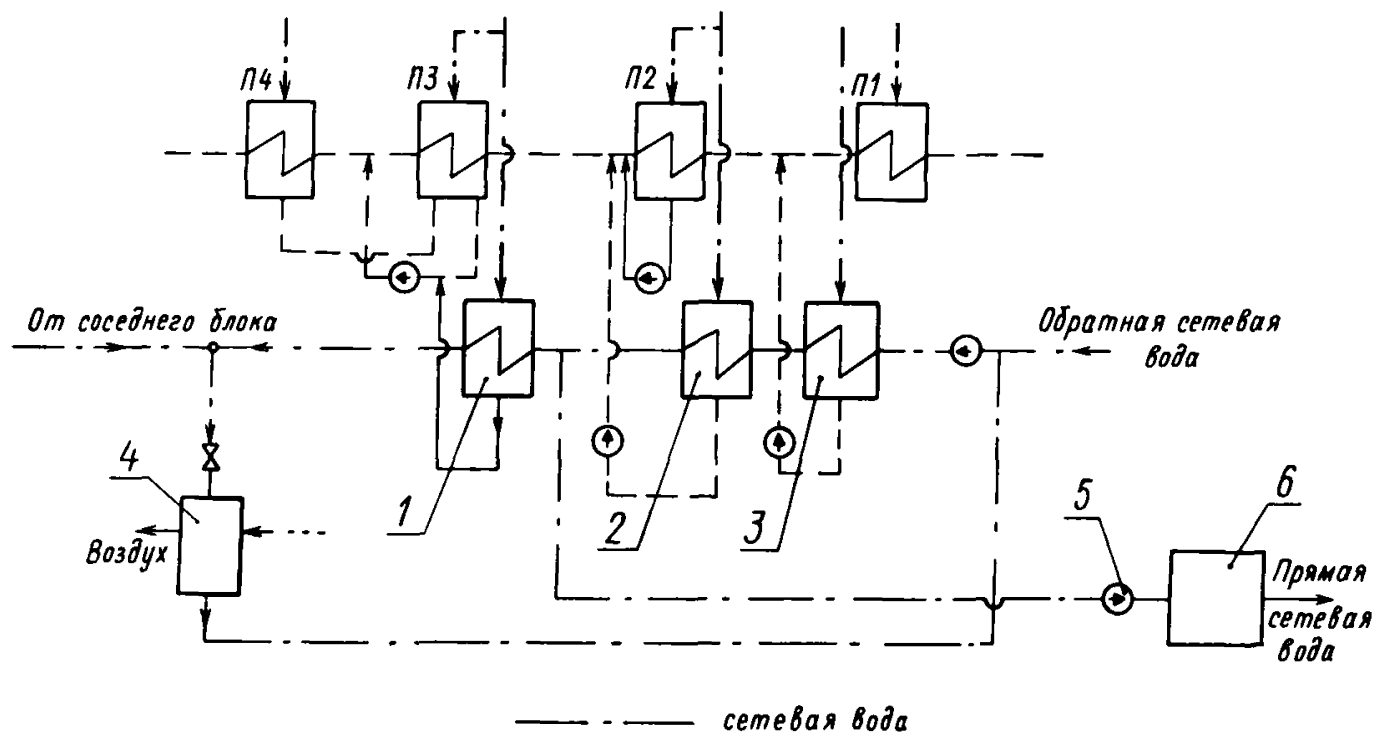 П4
П3
П2
П1
От соседнего блока
Обратная сетевая
вода
4
1
2
3
5
6
Воздух
Прямая
сетевая
вода
сетевая вода